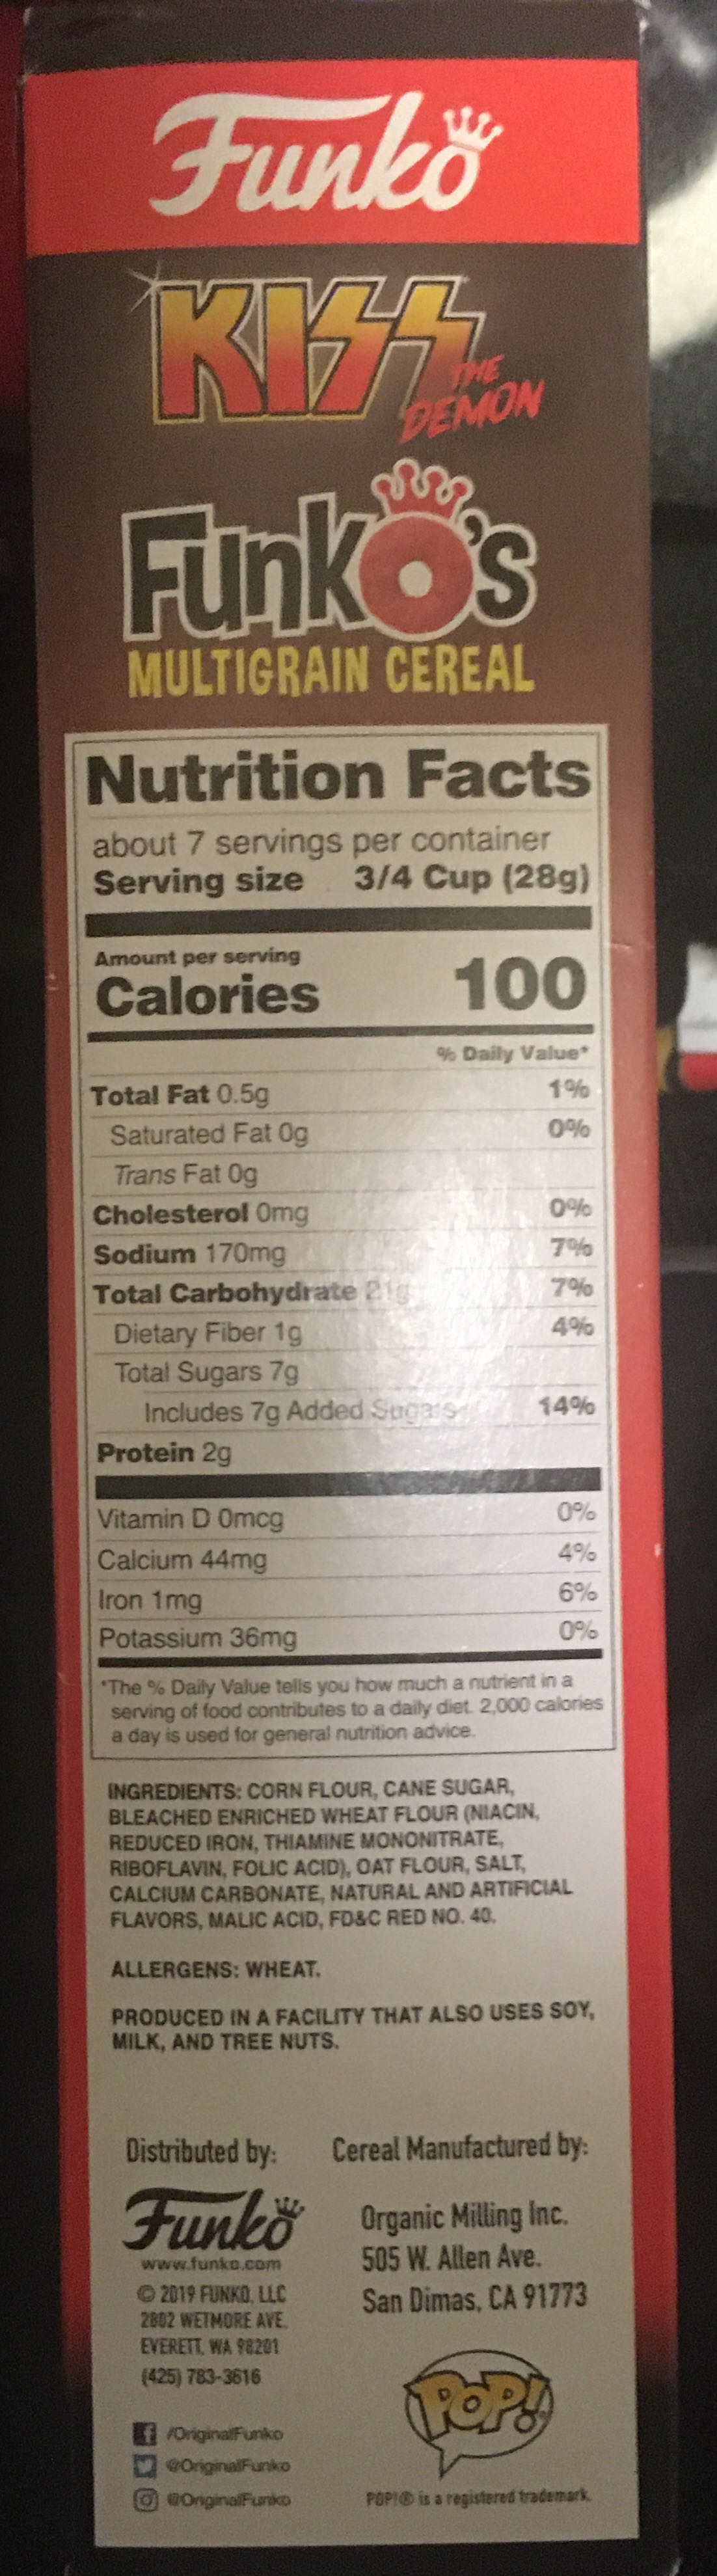 Funko
KISS
THE
DEMON
FunkO's
MULTIGRAIN CEREAL
Nutrition Facts
about 7 servings per container
Serving size 3/4 Cup (28g)
Amount per serving
Calories 100
% Daily Value*
Total Fat 0.5g 1%
Saturated Fat 0g 0%
Trans Fat 0g
Cholesterol 0mg 0%
Sodium 170mg 7%
Total Carbohydrate 21g 7%
Dietary Fiber 1g 4%
Total Sugars 7g
Includes 7g Added Sugars 14%
Protein 2g
Vitamin D 0mcg 0%
Calcium 44mg 4%
Iron 1mg 6%
Potassium 36mg 0%
*The % Daily Value tells you how much a nutrient in a
serving of food contributes to a daily diet. 2,000 calories
a day is used for general nutrition advice.
INGREDIENTS: CORN FLOUR, CANE SUGAR,
BLEACHED ENRICHED WHEAT FLOUR (NIACIN,
REDUCED IRON, THIAMINE MONONITRATE,
RIBOFLAVIN, FOLIC ACID), OAT FLOUR, SALT,
CALCIUM CARBONATE, NATURAL AND ARTIFICIAL
FLAVORS, MALIC ACID, FD&C RED NO. 40.
ALLERGENS: WHEAT.
PRODUCED IN A FACILITY THAT ALSO USES SOY,
MILK, AND TREE NUTS.
Distributed by:
Funko
www.funko.com
© 2019 FUNKO, LLC
2802 WETMORE AVE.
EVERETT, WA 98201
(425) 783-3616
/OriginalFunko
@OriginalFunko
@OriginalFunko
Cereal Manufactured by:
Organic Milling Inc.
505 W. Allen Ave.
San Dimas, CA 91773
POP!
POP!® is a registered trademark.